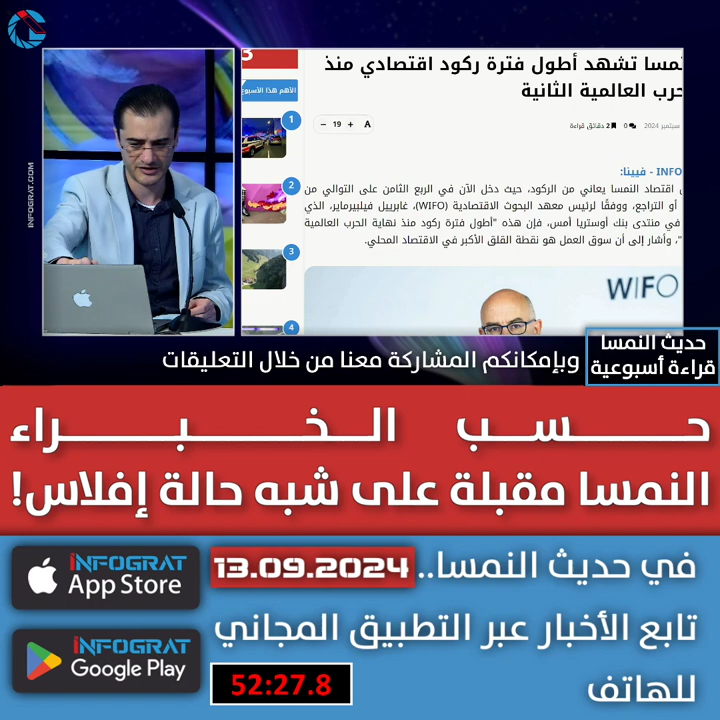 INFOGRAT.COM
نمسا تشهد أطول فترة ركود اقتصادي منذ
حرب العالمية الثانية
سبتمبر 2024 0 2 دقائق قراءة
A + 19 −
الأهم هذا الأسبوع
1
2
3
4
INFO - فيينا:
اقتصاد النمسا يعاني من الركود، حيث دخل الآن في الربع الثامن على التوالي من
أو التراجع، ووفقًا لرئيس معهد البحوث الاقتصادية (WIFO)، غابرييل فيلبيرماير، الذي
في منتدى بنك أوستريا أمس، فإن هذه "أطول فترة ركود منذ نهاية الحرب العالمية
"، وأشار إلى أن سوق العمل هو نقطة القلق الأكبر في الاقتصاد المحلي.
WIFO
حديث النمسا
قراءة أسبوعية
وبإمكانكم المشاركة معنا من خلال التعليقات
حسب الخبراء
النمسا مقبلة على شبه حالة إفلاس!
في حديث النمسا.. 13.09.2024
تابع الأخبار عبر التطبيق المجاني
للهاتف
52:27.8
INFOGRAT
App Store
INFOGRAT
Google Play